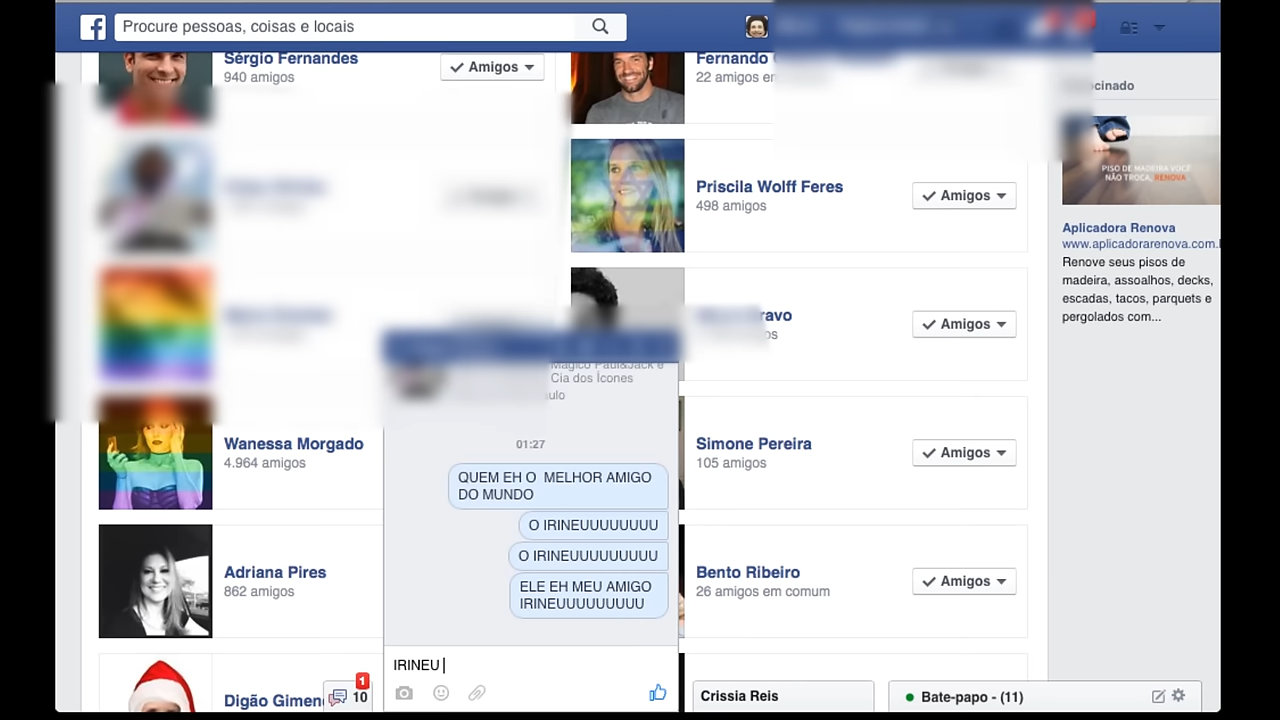 Procure pessoas, coisas e locais
Sérgio Fernandes
940 amigos
Amigos
Fernando
22 amigos em
Priscila Wolff Feres
498 amigos
Amigos
Amigos
Wanessa Morgado
4.964 amigos
Simone Pereira
105 amigos
Amigos
Adriana Pires
862 amigos
Bento Ribeiro
26 amigos em comum
Amigos
Digão Gimen
Mágico Paul&Jack e
Cia dos Ícones
01:27
QUEM EH O MELHOR AMIGO
DO MUNDO
O IRINEUUUUUUUU
O IRINEUUUUUUUUU
ELE EH MEU AMIGO
IRINEUUUUUUUUU
IRINEU
1
10
Crissia Reis
Bate-papo - (11)
PISO DE MADEIRA VOCÊ
NÃO TROCA, RENOVA
Aplicadora Renova
www.aplicadorarenova.com.
Renove seus pisos de
madeira, assoalhos, decks,
escadas, tacos, parquets e
pergolados com...